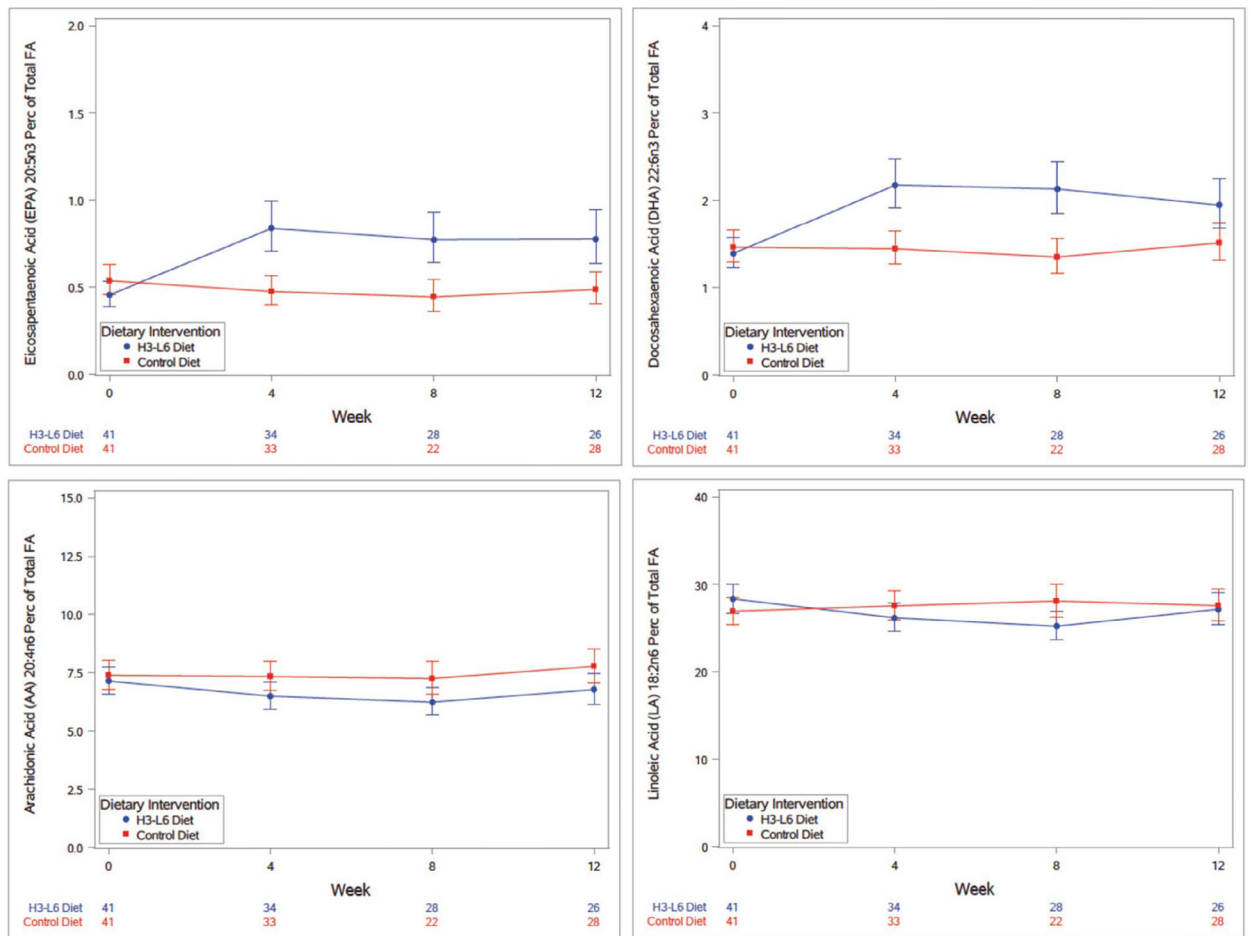 Eicosapentaenoic Acid (EPA) 20:5n3 Perc of Total FA
2.0
1.5
1.0
0.5
0.0
Dietary Intervention
H3-L6 Diet
Control Diet
0 4 8 12
Week
H3-L6 Diet 41 34 28 26
Control Diet 41 33 22 28
Docosahexaenoic Acid (DHA) 22:6n3 Perc of Total FA
4
3
2
1
0
Dietary Intervention
H3-L6 Diet
Control Diet
0 4 8 12
Week
H3-L6 Diet 41 34 28 26
Control Diet 41 33 22 28
Arachidonic Acid (AA) 20:4n6 Perc of Total FA
15.0
12.5
10.0
7.5
5.0
2.5
0.0
Dietary Intervention
H3-L6 Diet
Control Diet
0 4 8 12
Week
H3-L6 Diet 41 34 28 26
Control Diet 41 33 22 28
Linoleic Acid (LA) 18:2n6 Perc of Total FA
40
30
20
10
0
Dietary Intervention
H3-L6 Diet
Control Diet
0 4 8 12
Week
H3-L6 Diet 41 34 28 26
Control Diet 41 33 22 28